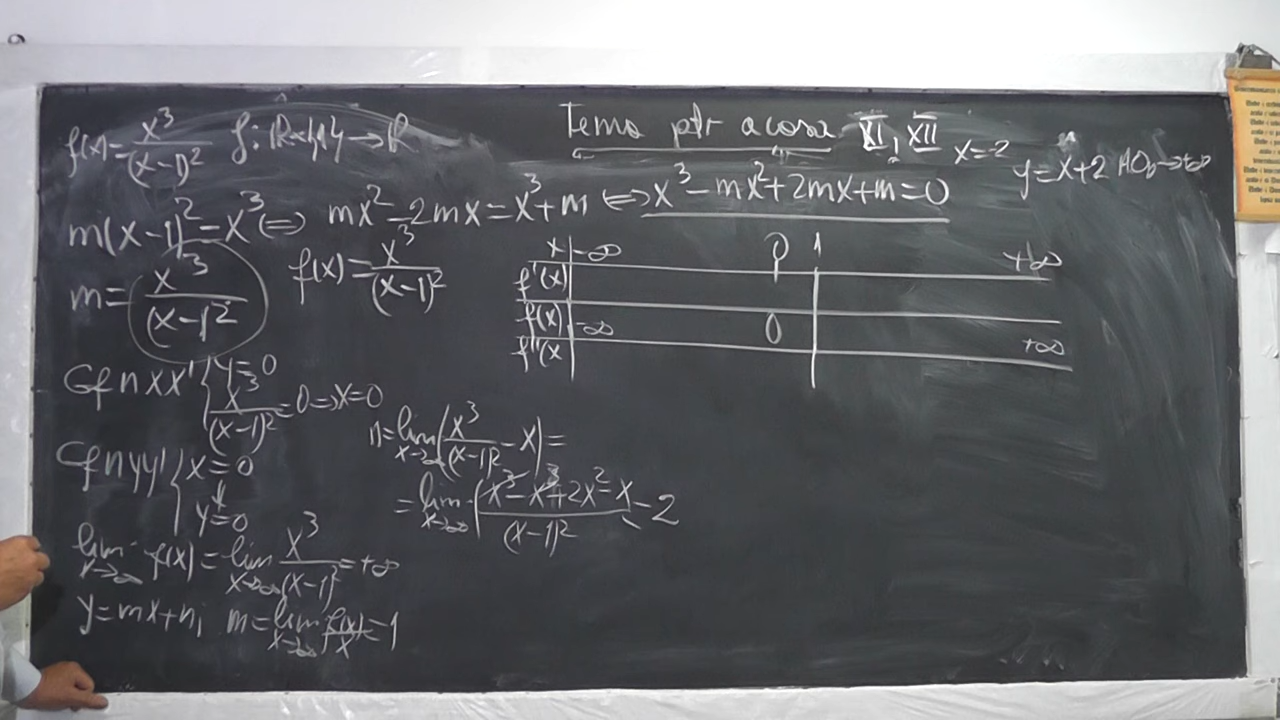 f(x)=x³/(x-1)² f:R\{1}→R
Tema ptr acasa XI, XII
x=-2
y=x+2 AOb→+∞
m(x-1)²=x³⇔ mx²-2mx=x³+m ⇔x³-mx²+2mx+m=0
m=x³/(x-1)² f(x)=x³/(x-1)²
x -∞ 0 1 +∞
f'(x)
f(x) -∞ 0 +∞
f''(x
Gf∩xx' { y=0
x³/(x-1)²=0⇒x=0
Gf∩yy' { x=0
y=0
lim x→∞ f(x)=lim x→∞ x³/(x-1)²=+∞
y=mx+n, m=lim x→∞ f(x)/x=1
n=lim x→∞(x³/(x-1)²-x)=
=lim x→∞(x³-x³+2x²-x/(x-1)²=2